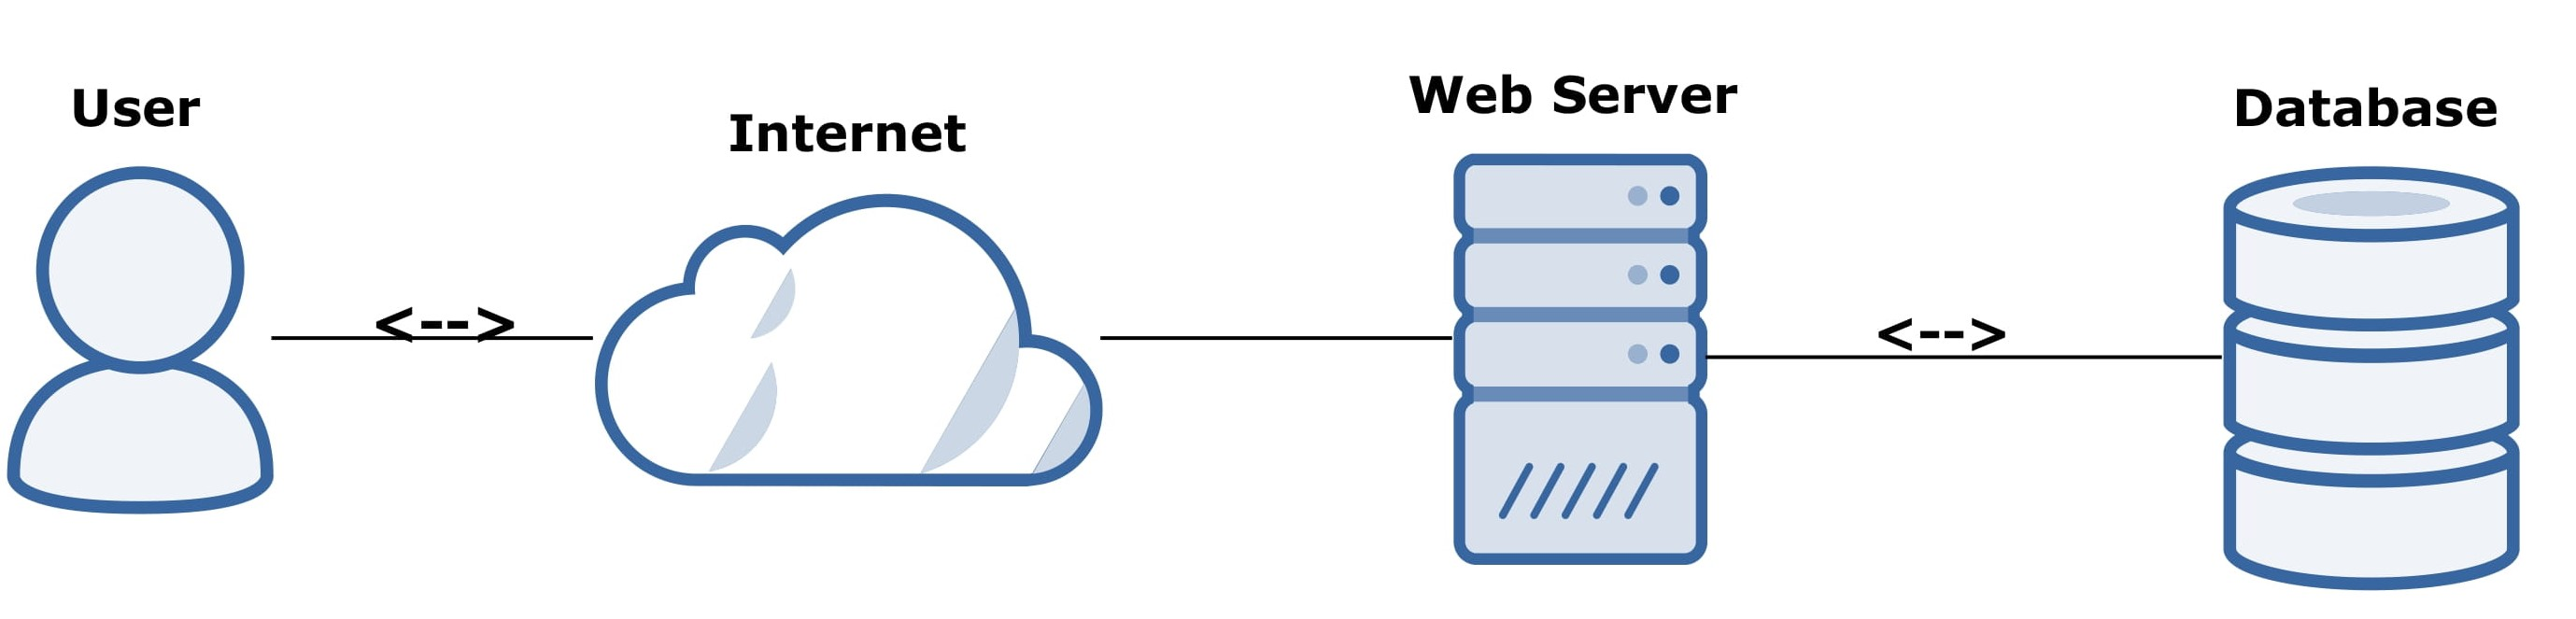 User
Internet
Web Server
Database
<-->
<-->